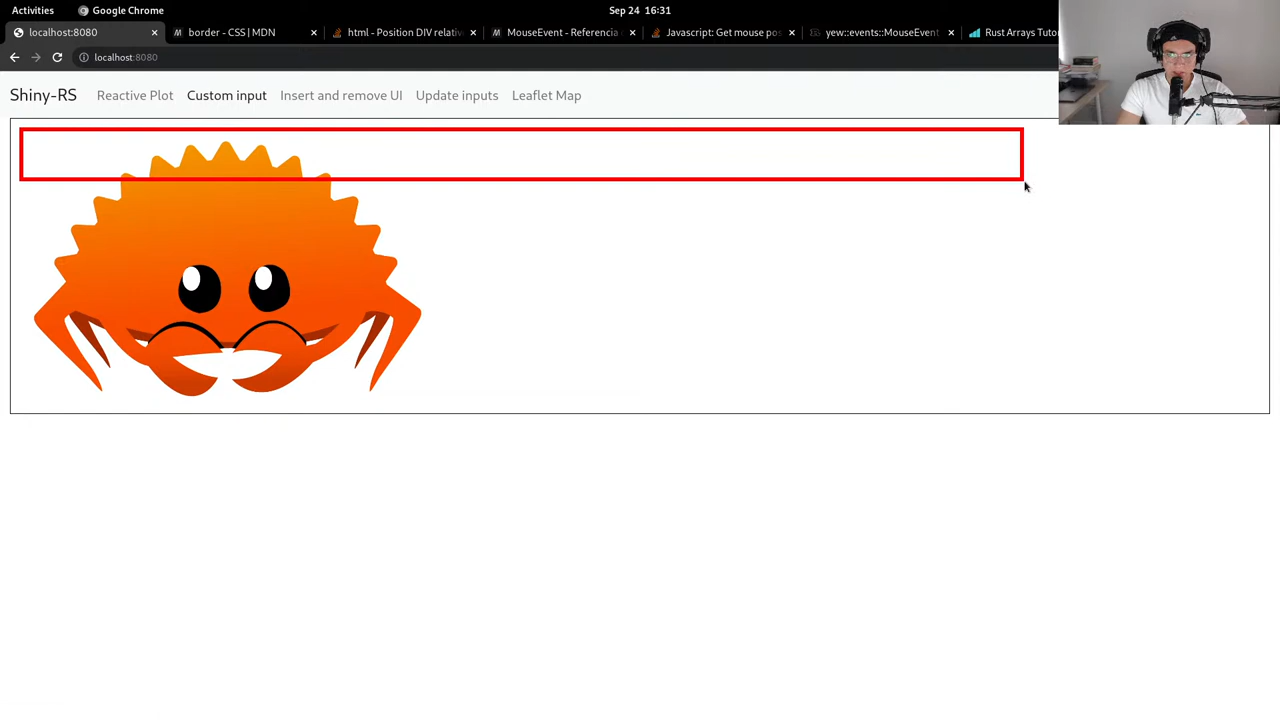 Activities Google Chrome Sep 24 16:31
localhost:8080 × border - CSS | MDN × html - Position DIV relativ × MouseEvent - Referencia × Javascript: Get mouse pos × yew::events::MouseEvent × Rust Arrays Tuto
localhost:8080
Shiny-RS Reactive Plot Custom input Insert and remove UI Update inputs Leaflet Map